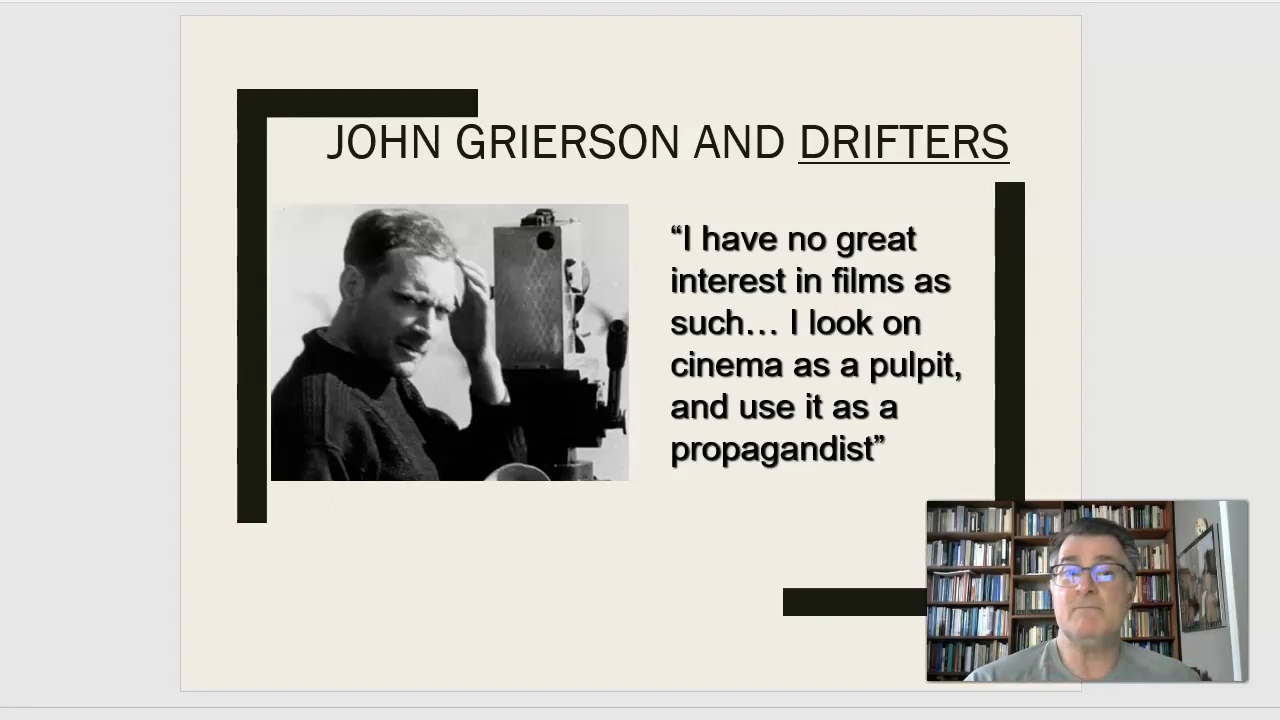 JOHN GRIERSON AND DRIFTERS
“I have no great
interest in films as
such… I look on
cinema as a pulpit,
and use it as a
propagandist”